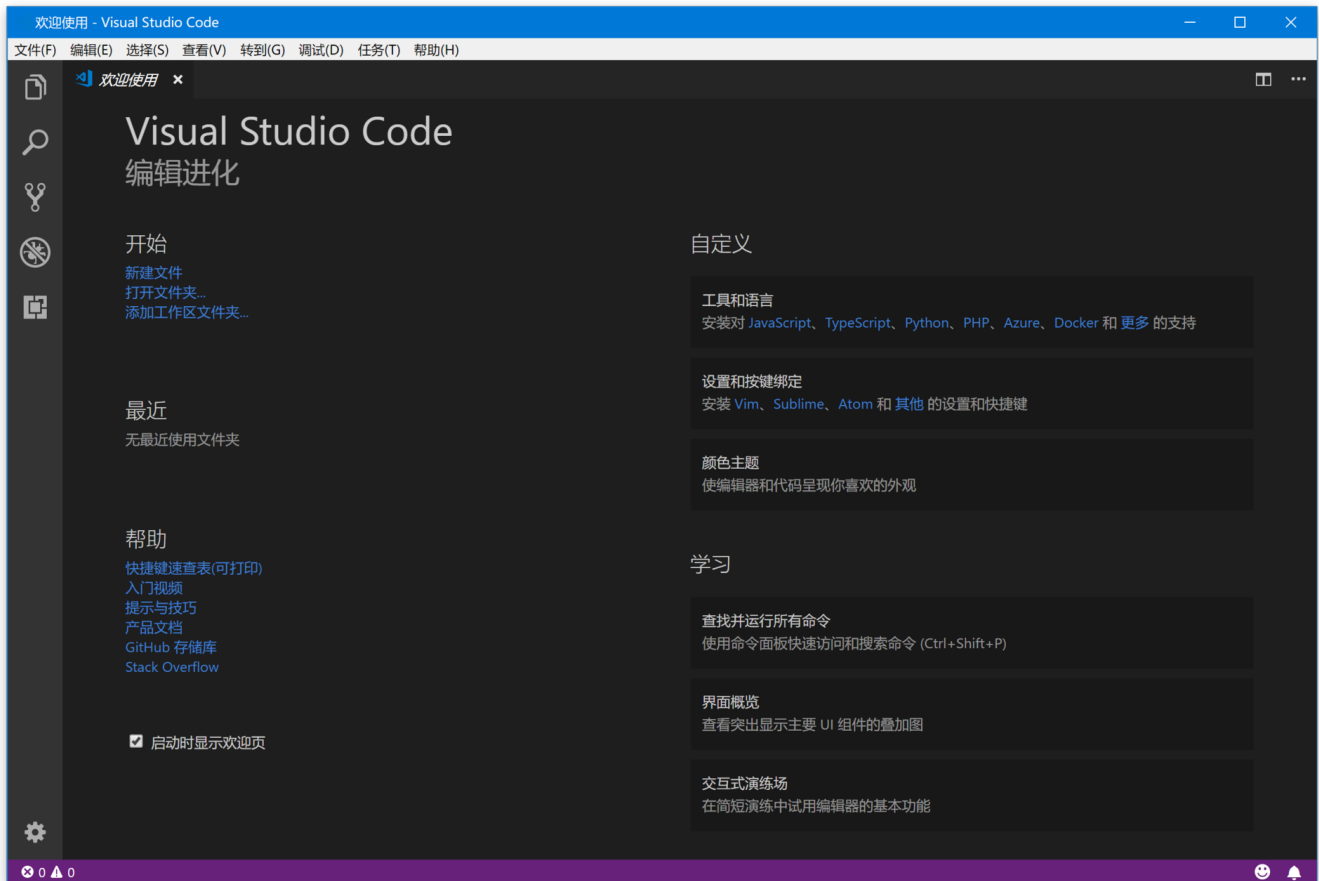 欢迎使用 - Visual Studio Code
文件(F) 编辑(E) 选择(S) 查看(V) 转到(G) 调试(D) 任务(T) 帮助(H)
欢迎使用
Visual Studio Code
编辑进化
开始
新建文件
打开文件夹...
添加工作区文件夹...
最近
无最近使用文件夹
帮助
快捷键速查表(可打印)
入门视频
提示与技巧
产品文档
GitHub 存储库
Stack Overflow
启动时显示欢迎页
自定义
工具和语言
安装对 JavaScript、TypeScript、Python、PHP、Azure、Docker 和 更多 的支持
设置和按键绑定
安装 Vim、Sublime、Atom 和 其他 的设置和快捷键
颜色主题
使编辑器和代码呈现你喜欢的外观
学习
查找并运行所有命令
使用命令面板快速访问和搜索命令 (Ctrl+Shift+P)
界面概览
查看突出显示主要 UI 组件的叠加图
交互式演练场
在简短演练中试用编辑器的基本功能
0 0